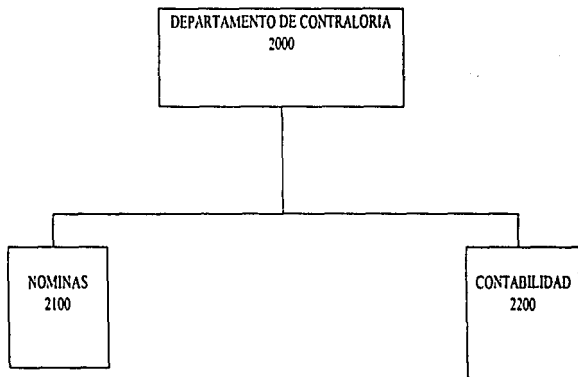 DEPARTAMENTO DE CONTRALORIA
2000
NOMINAS
2100
CONTABILIDAD
2200